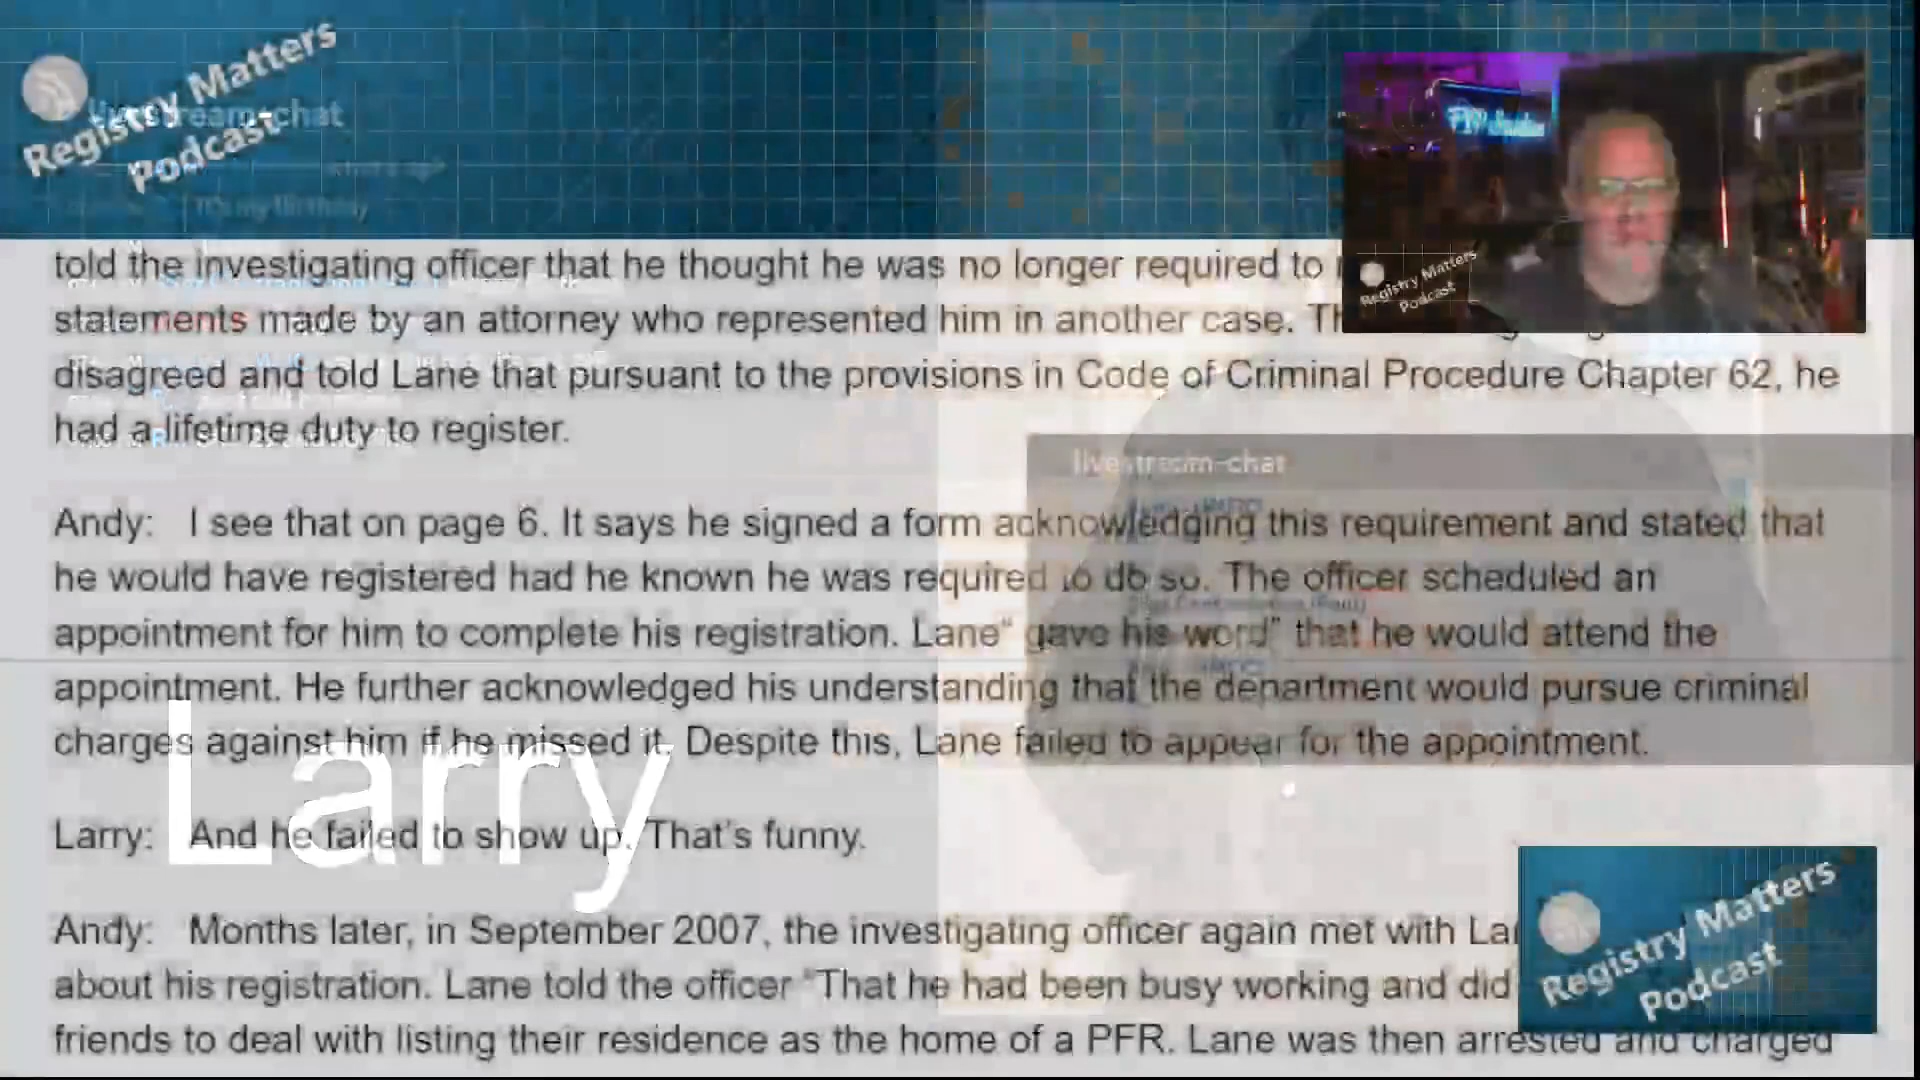 Registry Matters
Podcast
livestream-chat
It's my Birthday
told the investigating officer that he thought he was no longer required to
statements made by an attorney who represented him in another case.
disagreed and told Lane that pursuant to the provisions in Code of Criminal Procedure Chapter 62, he
had a lifetime duty to register.
Registry Matters
Podcast
livestream-chat
Andy: I see that on page 6. It says he signed a form acknowledging this requirement and stated that
he would have registered had he known he was required to do so. The officer scheduled an
appointment for him to complete his registration. Lane“ gave his word” that he would attend the
appointment. He further acknowledged his understanding that the department would pursue criminal
charges against him if he missed it. Despite this, Lane failed to appear for the appointment.
Larry
Larry: And he failed to show up. That's funny.
Andy: Months later, in September 2007, the investigating officer again met with
about his registration. Lane told the officer “That he had been busy working and did
friends to deal with listing their residence as the home of a PFR. Lane was then arrested and charged
Registry Matters
Podcast